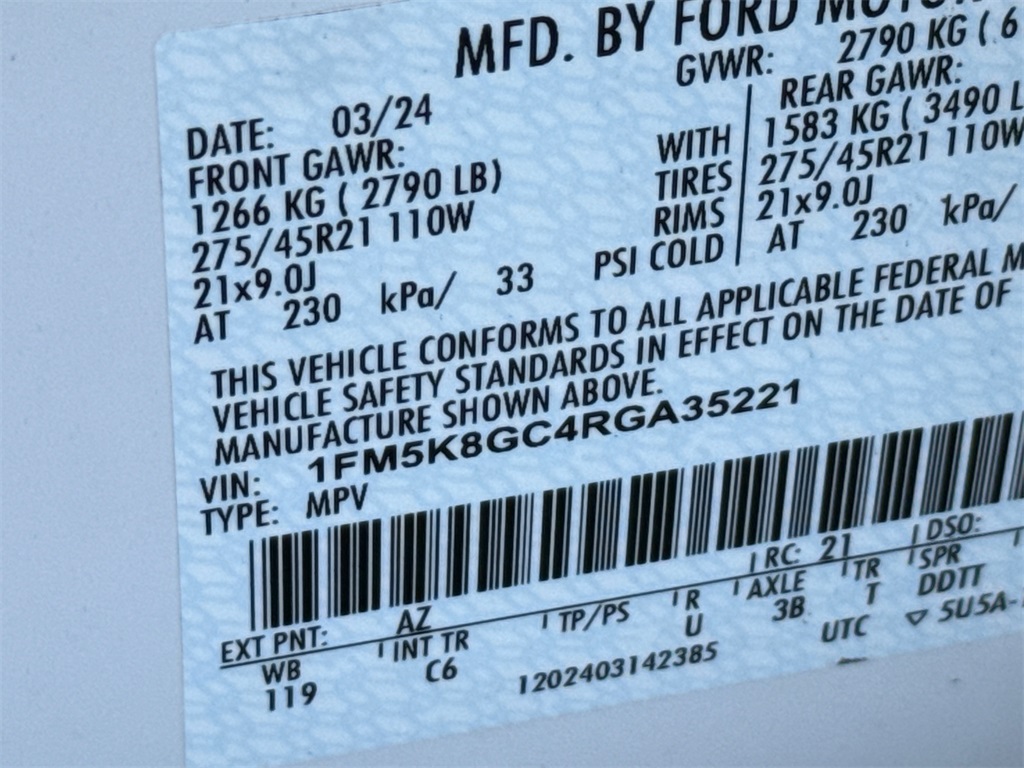 MFD. BY FORD
GVWR: 2790 KG ( 6
DATE: 03/24
FRONT GAWR:
1266 KG ( 2790 LB)
275/45R21 110W
21x9.0J
AT 230 kPa/ 33
WITH
TIRES
RIMS
PSI COLD
REAR GAWR:
1583 KG ( 3490 L
275/45R21 110W
21x9.0J
AT 230 kPa/
THIS VEHICLE CONFORMS TO ALL APPLICABLE FEDERAL M
VEHICLE SAFETY STANDARDS IN EFFECT ON THE DATE OF
MANUFACTURE SHOWN ABOVE.
VIN: 1FM5K8GC4RGA35221
TYPE: MPV
EXT PNT: AZ RC: 21 DSO:
WB INT TR TP/PS R AXLE TR SPR
119 C6 U 3B T DDTT
1202403142385 UTC ▽ 5U5A-